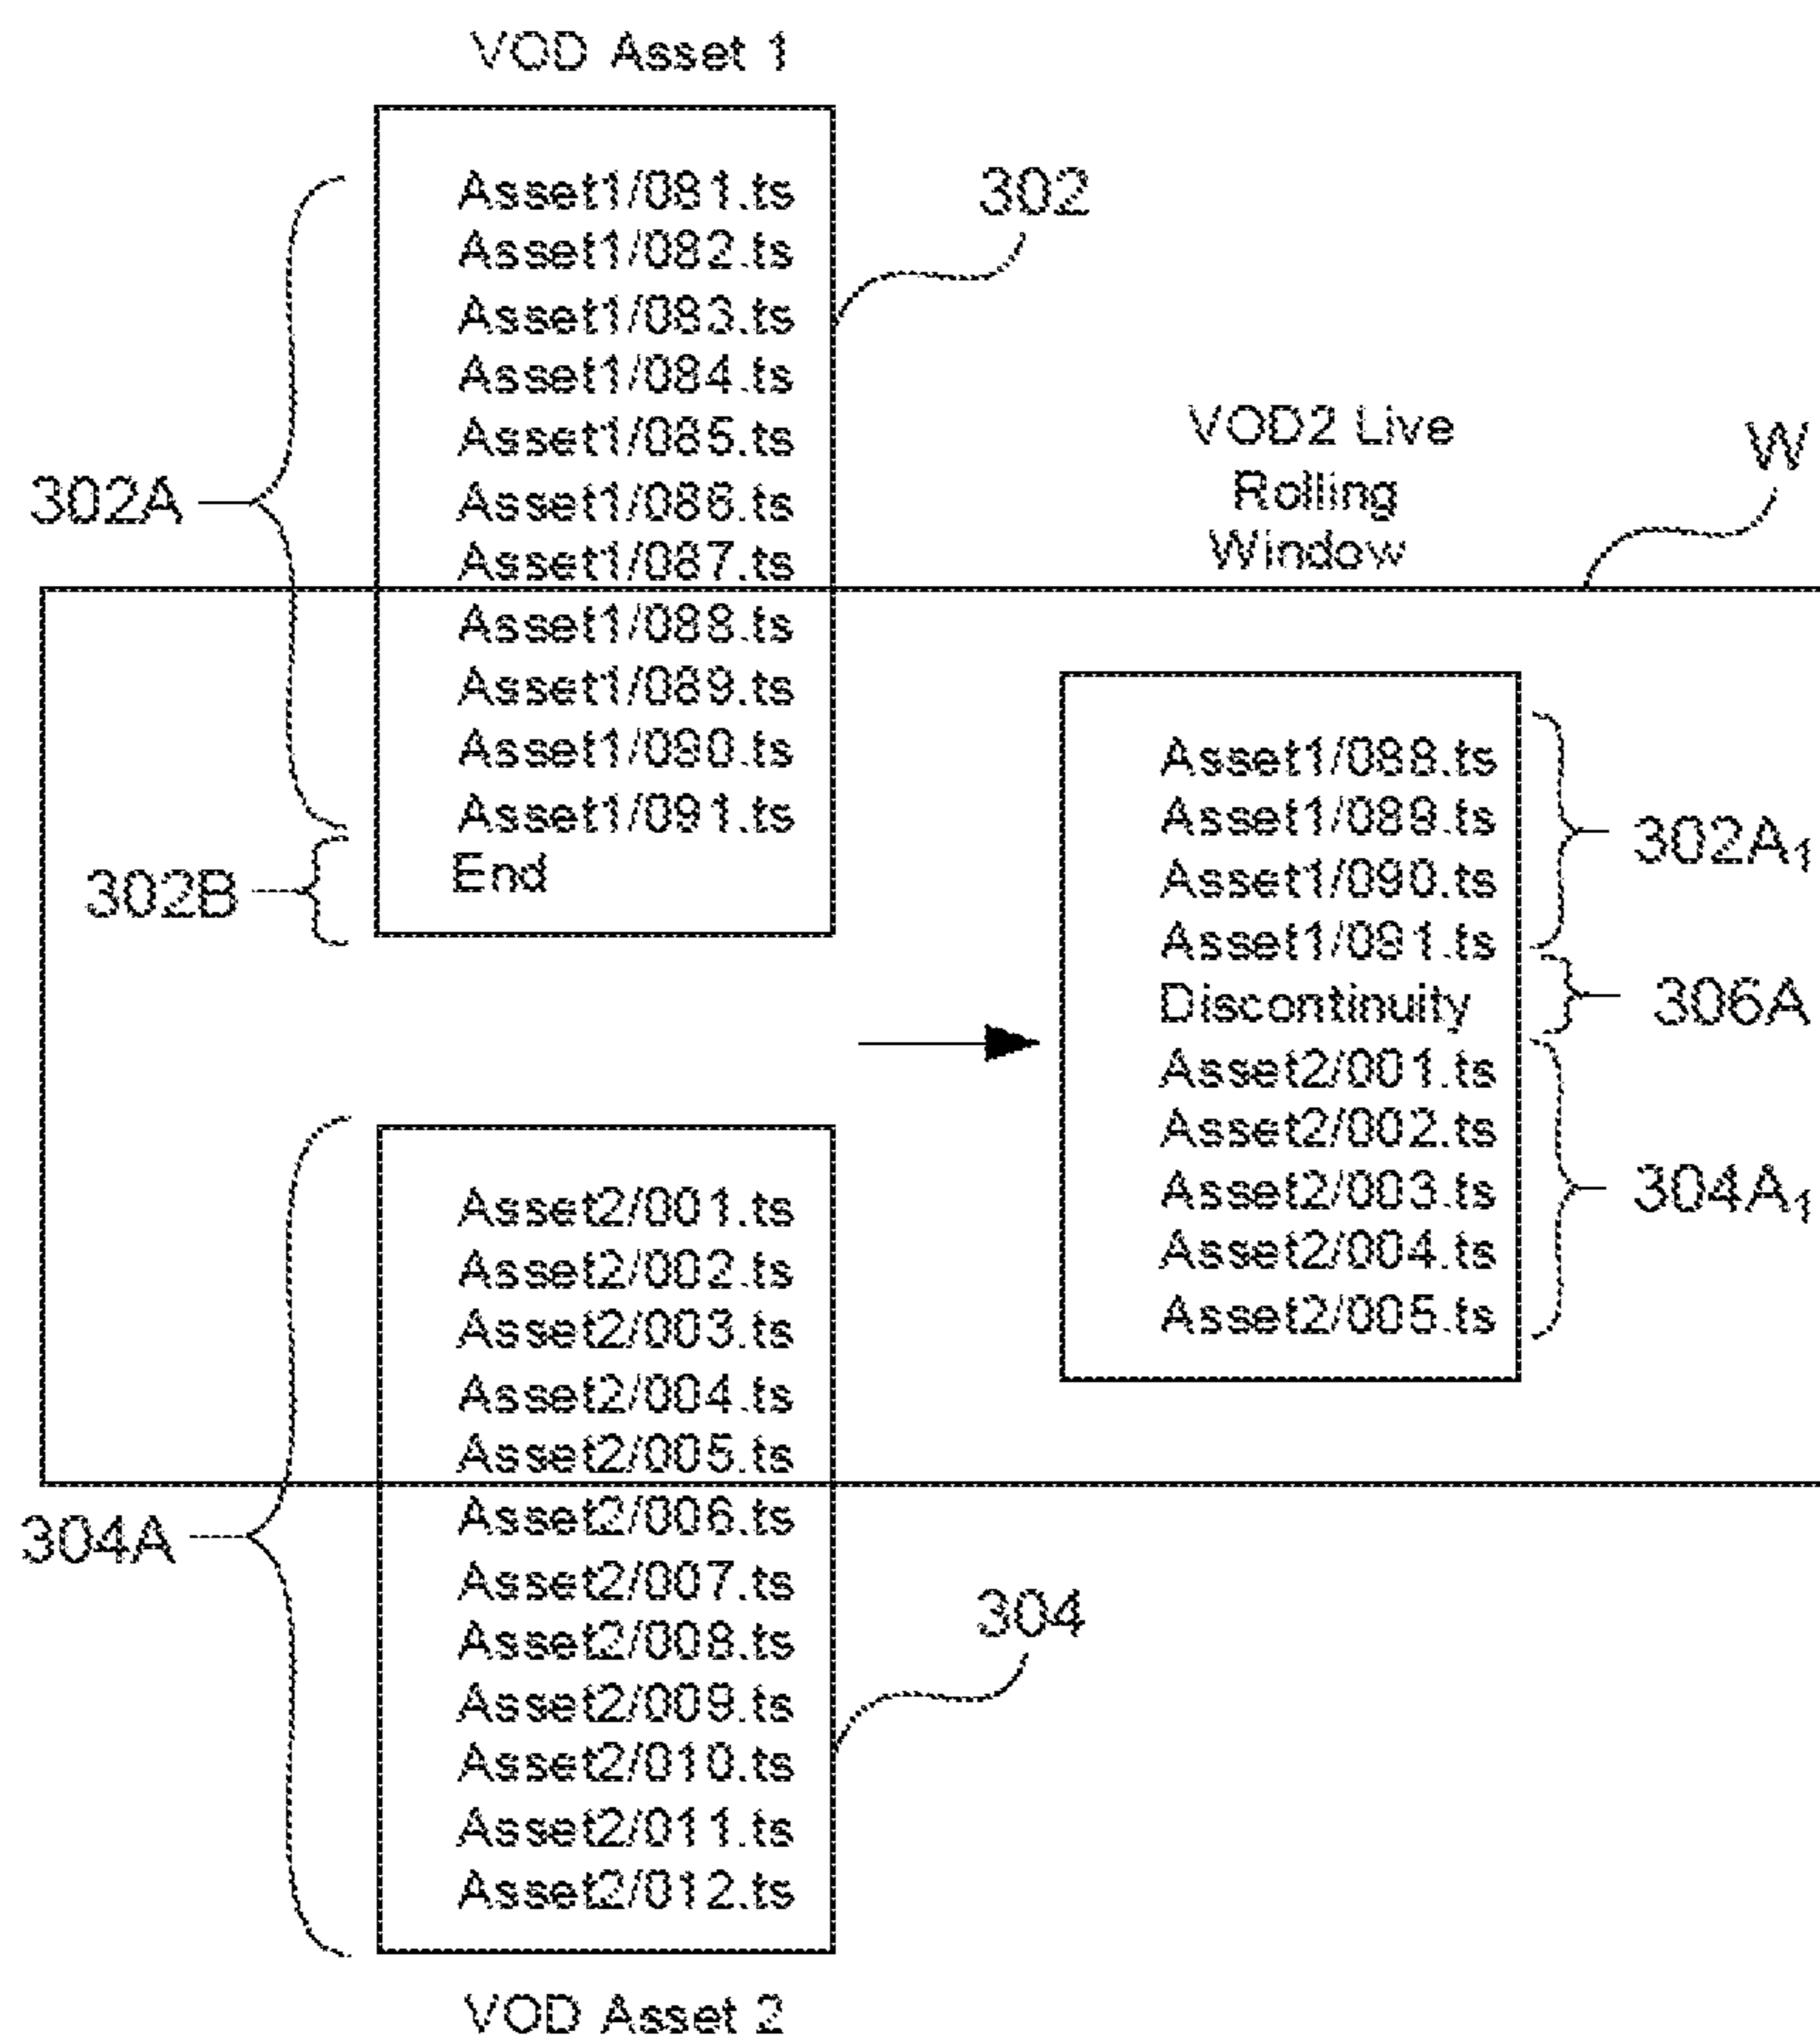 VOD Asset 1
Asset1/081.ts
Asset1/082.ts
Asset1/083.ts
Asset1/084.ts
Asset1/085.ts
Asset1/086.ts
Asset1/087.ts
Asset1/088.ts
Asset1/089.ts
Asset1/090.ts
Asset1/091.ts
End
302
302A
302B
VOD2 Live
Rolling
Window
W
Asset1/088.ts
Asset1/089.ts
Asset1/090.ts
Asset1/091.ts
Discontinuity
Asset2/001.ts
Asset2/002.ts
Asset2/003.ts
Asset2/004.ts
Asset2/005.ts
302A₁
306A
304A₁
Asset2/001.ts
Asset2/002.ts
Asset2/003.ts
Asset2/004.ts
Asset2/005.ts
Asset2/006.ts
Asset2/007.ts
Asset2/008.ts
Asset2/009.ts
Asset2/010.ts
Asset2/011.ts
Asset2/012.ts
304A
304
VOD Asset 2